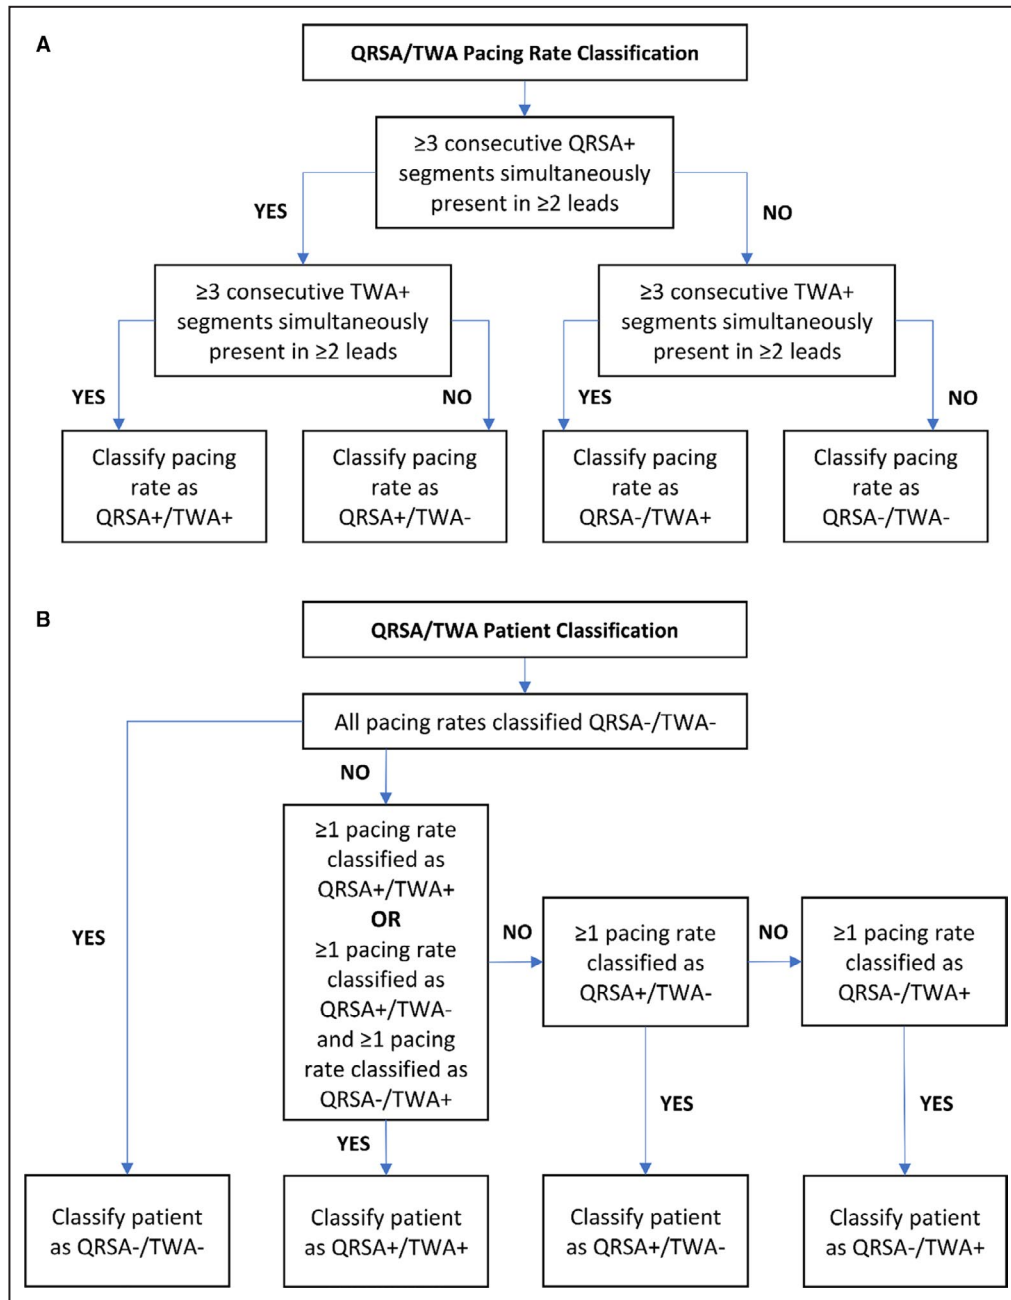 A
QRSA/TWA Pacing Rate Classification
≥3 consecutive QRSA+
segments simultaneously
present in ≥2 leads
YES
NO
≥3 consecutive TWA+
segments simultaneously
present in ≥2 leads
≥3 consecutive TWA+
segments simultaneously
present in ≥2 leads
YES
NO
YES
NO
Classify pacing
rate as
QRSA+/TWA+
Classify pacing
rate as
QRSA+/TWA-
Classify pacing
rate as
QRSA-/TWA+
Classify pacing
rate as
QRSA-/TWA-
B
QRSA/TWA Patient Classification
All pacing rates classified QRSA-/TWA-
NO
YES
≥1 pacing rate
classified as
QRSA+/TWA+
OR
≥1 pacing rate
classified as
QRSA+/TWA-
and ≥1 pacing
rate classified as
QRSA-/TWA+
NO
≥1 pacing rate
classified as
QRSA+/TWA-
NO
≥1 pacing rate
classified as
QRSA-/TWA+
YES
YES
YES
Classify patient
as QRSA-/TWA-
Classify patient
as QRSA+/TWA+
Classify patient
as QRSA+/TWA-
Classify patient
as QRSA-/TWA+